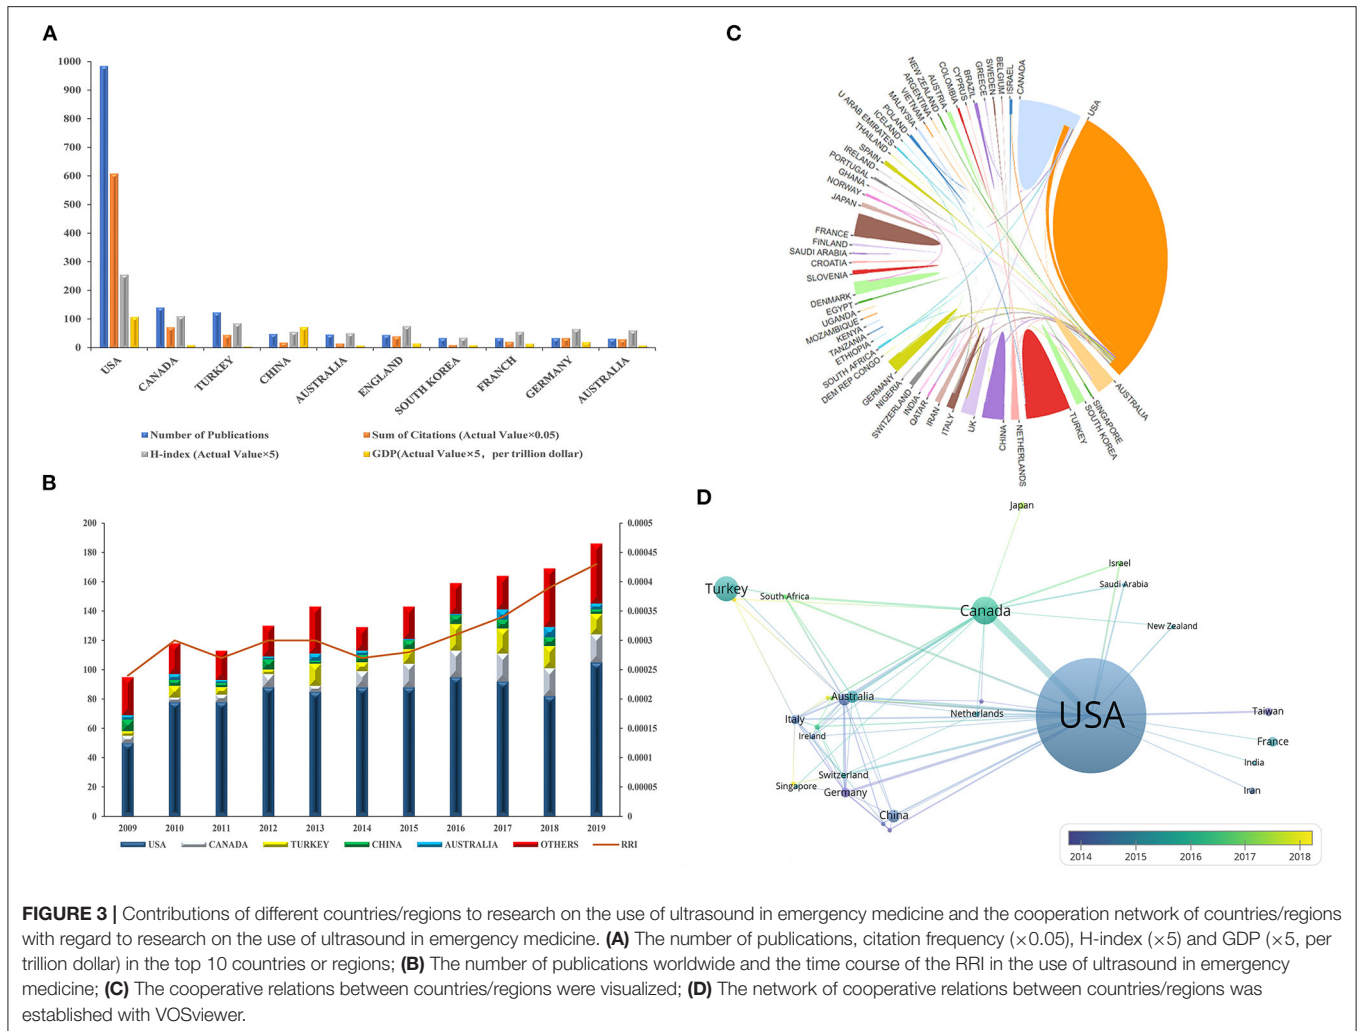 A
1000
900
800
700
600
500
400
300
200
100
0
USA
CANADA
TURKEY
CHINA
AUSTRALIA
ENGLAND
SOUTH KOREA
FRANCH
GERMANY
AUSTRALIA
Number of Publications
Sum of Citations (Actual Value×0.05)
H-index (Actual Value×5)
GDP(Actual Value×5, per trillion dollar)
B
200
180
160
140
120
100
80
60
40
20
0
0.0005
0.00045
0.0004
0.00035
0.0003
0.00025
0.0002
0.00015
0.0001
0.00005
0
2009 2010 2011 2012 2013 2014 2015 2016 2017 2018 2019
USA CANADA TURKEY CHINA AUSTRALIA OTHERS RRI
C
USA
CANADA
ISRAEL
BELGIUM
SWEDEN
GREECE
BRAZIL
CYPRUS
COLOMBIA
AUSTRIA
NEW ZEALAND
ARGENTINA
VIETNAM
MALAYSIA
POLAND
ICELAND
U ARAB EMIRATES
THAILAND
SPAIN
IRELAND
PORTUGAL
GHANA
NORWAY
JAPAN
FRANCE
FINLAND
SAUDI ARABIA
CROATIA
SLOVENIA
DENMARK
EGYPT
UGANDA
MOZAMBIQUE
KENYA
TANZANIA
ETHIOPIA
SOUTH AFRICA
DEM REP CONGO
GERMANY
NIGERIA
SWITZERLAND
INDIA
QATAR
IRAN
ITALY
UK
CHINA
NETHERLANDS
TURKEY
SOUTH KOREA
SINGAPORE
AUSTRALIA
D
Japan
Israel
Saudi Arabia
Turkey
South Africa
Canada
New Zealand
Australia
Italy
Netherlands
USA
Taiwan
Ireland
France
Switzerland
India
Singapore
Germany
Iran
China
2014 2015 2016 2017 2018
FIGURE 3 | Contributions of different countries/regions to research on the use of ultrasound in emergency medicine and the cooperation network of countries/regions
with regard to research on the use of ultrasound in emergency medicine. (A) The number of publications, citation frequency (×0.05), H-index (×5) and GDP (×5, per
trillion dollar) in the top 10 countries or regions; (B) The number of publications worldwide and the time course of the RRI in the use of ultrasound in emergency
medicine; (C) The cooperative relations between countries/regions were visualized; (D) The network of cooperative relations between countries/regions was
established with VOSviewer.